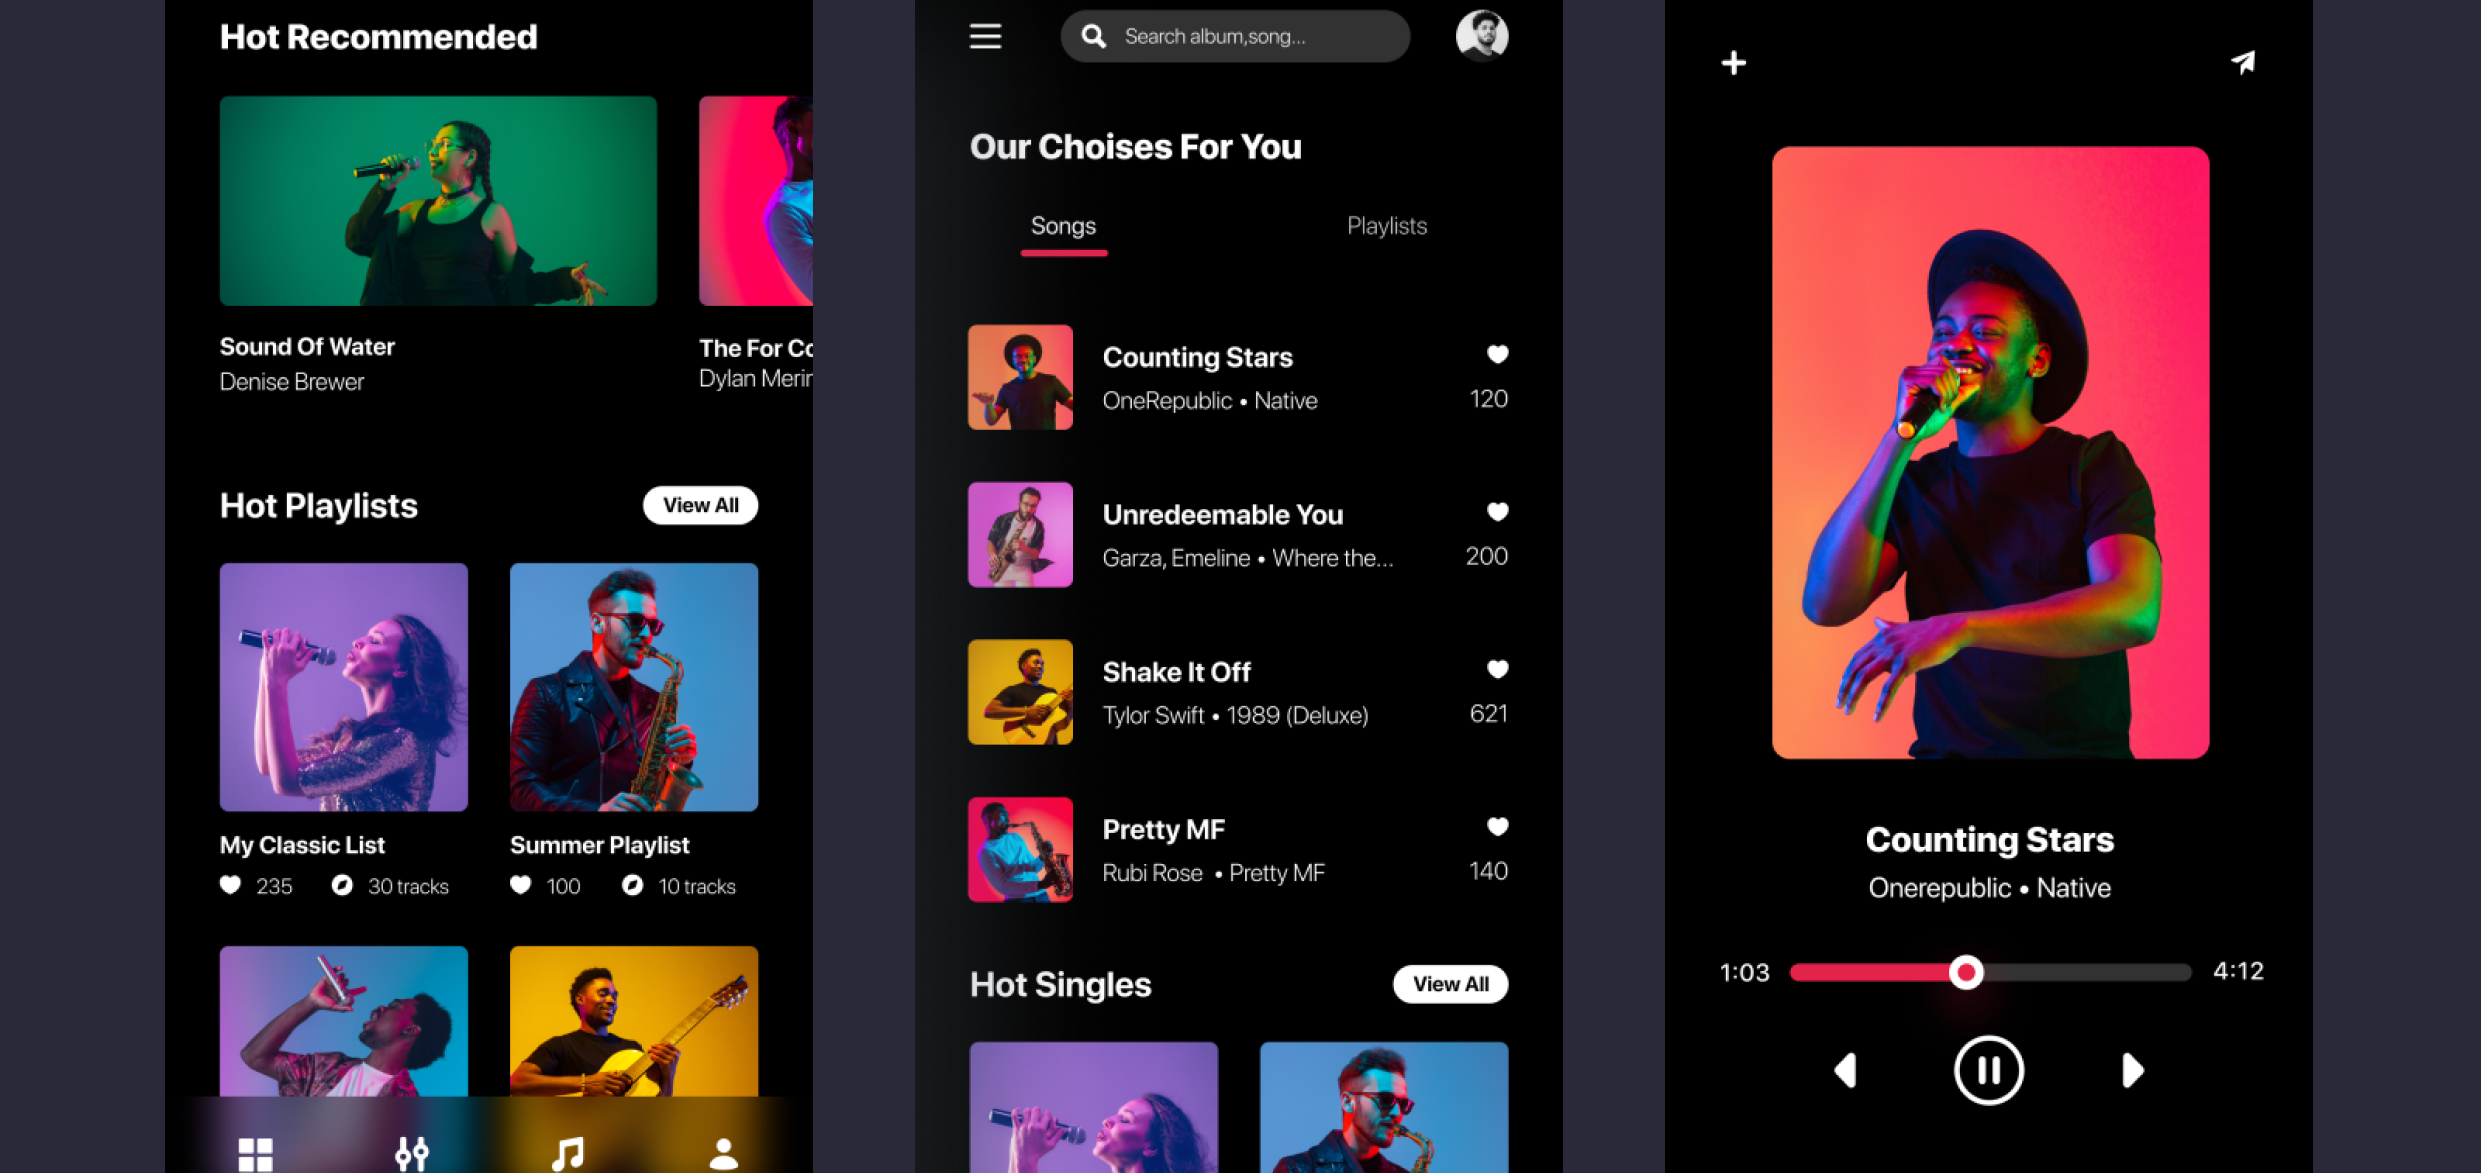 Hot Recommended
Sound Of Water
Denise Brewer
The For Co
Dylan Merin
Hot Playlists
View All
My Classic List
235
30 tracks
Summer Playlist
100
10 tracks
Search album,song...
Our Choises For You
Songs
Playlists
Counting Stars
OneRepublic • Native
120
Unredeemable You
Garza, Emeline • Where the...
200
Shake It Off
Tylor Swift • 1989 (Deluxe)
621
Pretty MF
Rubi Rose • Pretty MF
140
Hot Singles
View All
Counting Stars
Onerepublic • Native
1:03
4:12